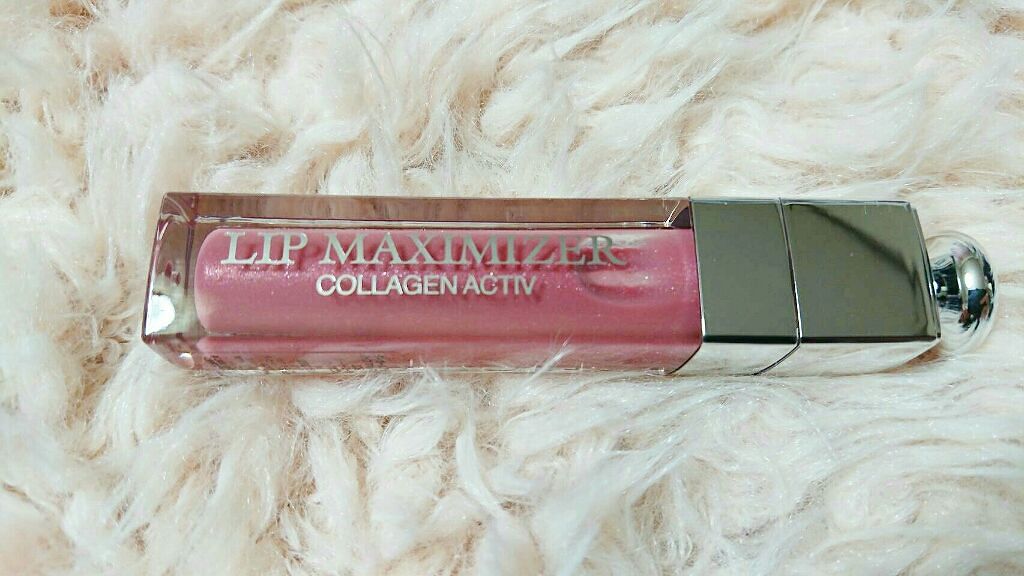 LIP MAXIMIZER
COLLAGEN ACTIV